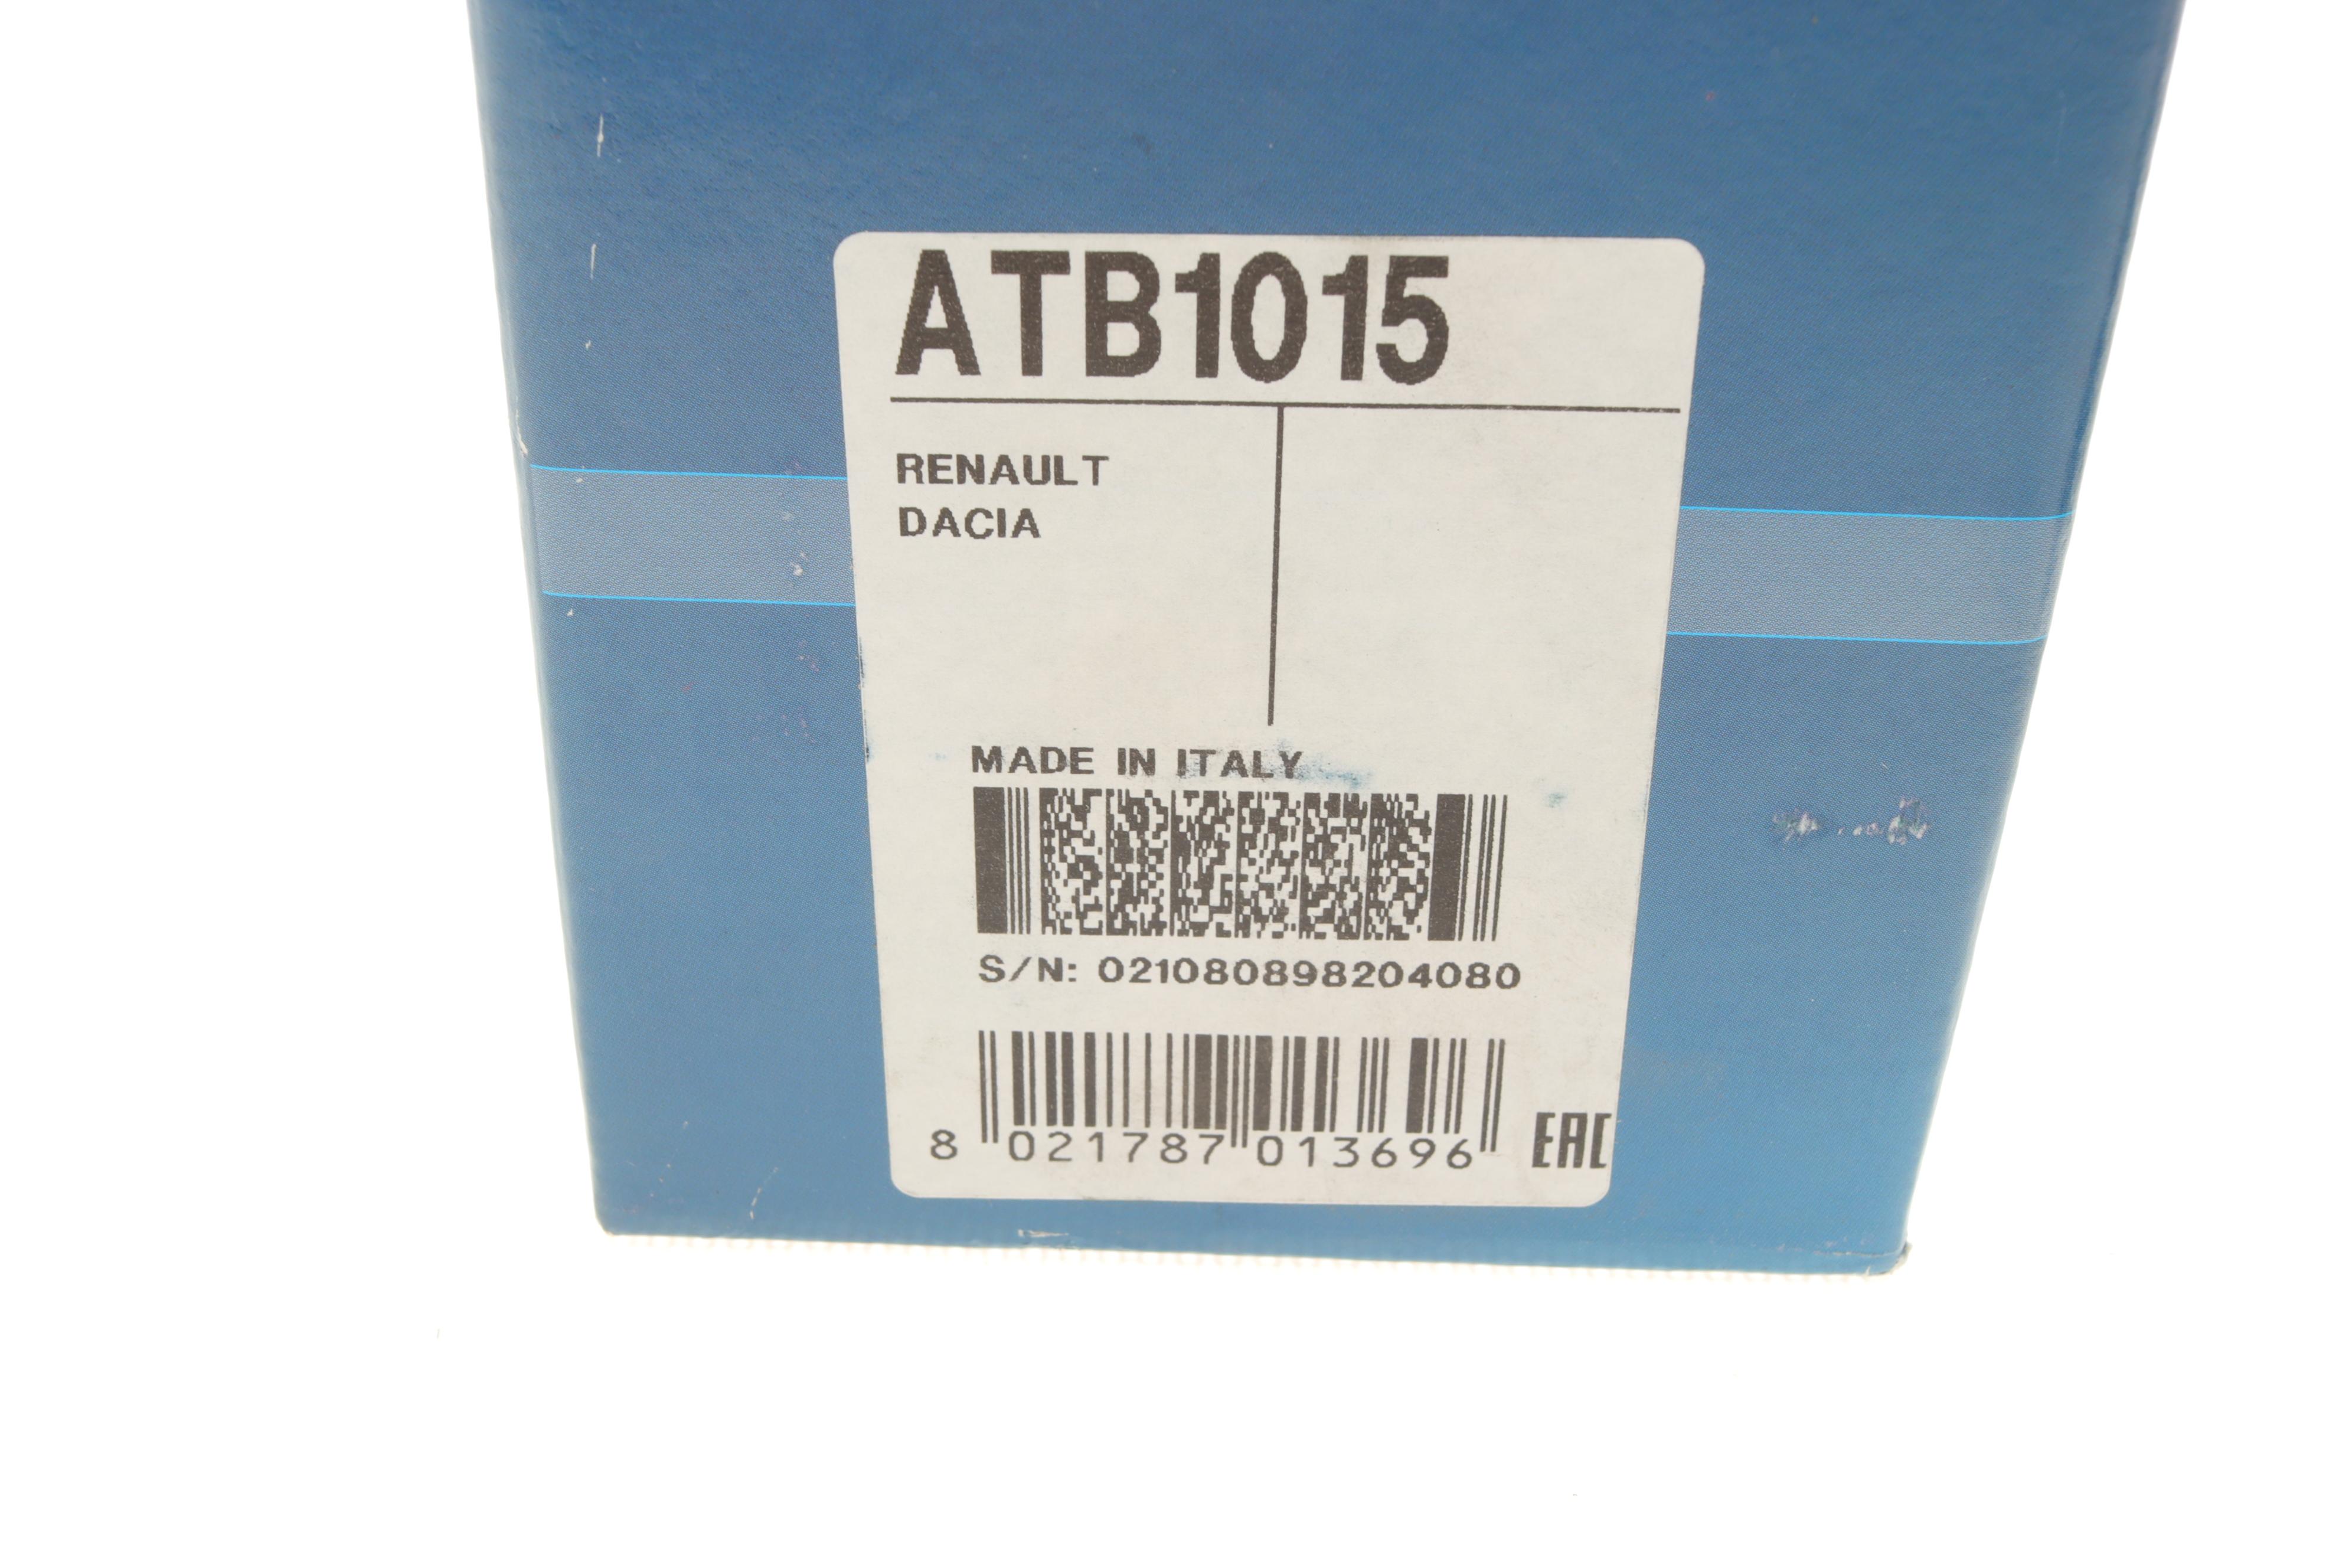 ATB1015
RENAULT
DACIA
MADE IN ITALY
S/N: 021080898204080
8 021787 013696
EAC